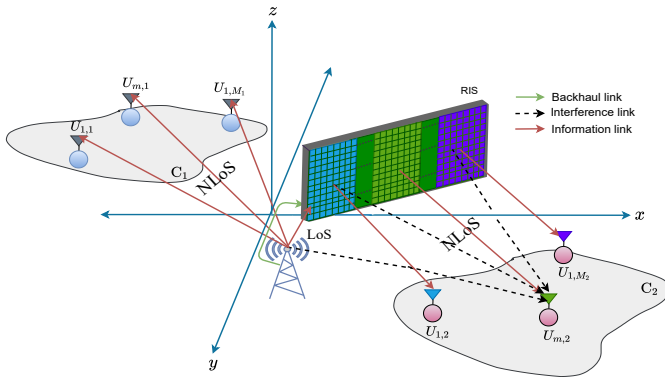 z
U_{m,1}
U_{1,M_1}
U_{1,1}
C_1
NLoS
RIS
Backhaul link
Interference link
Information link
x
LoS
NLoS
U_{1,M_2}
C_2
U_{1,2}
U_{m,2}
y